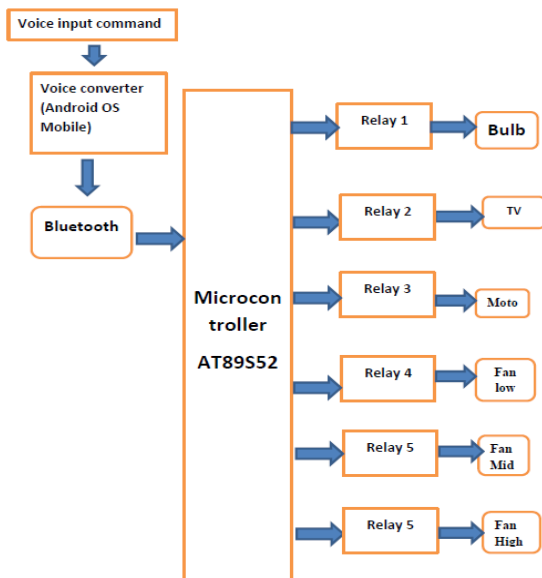 Voice input command
Voice converter
(Android OS
Mobile)
Bluetooth
Microcon
troller
AT89S52
Relay 1
Bulb
Relay 2
TV
Relay 3
Moto
Relay 4
Fan
low
Relay 5
Fan
Mid
Relay 5
Fan
High